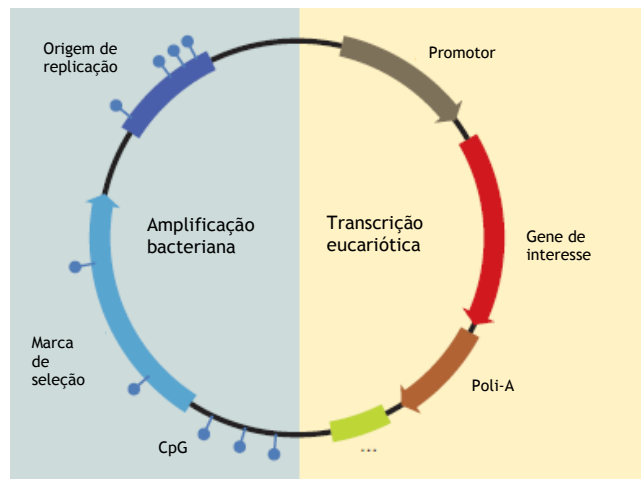 Origem de
replicação
Promotor
Amplificação
bacteriana
Transcrição
eucariótica
Gene de
interesse
Marca
de
seleção
Poli-A
CpG
...